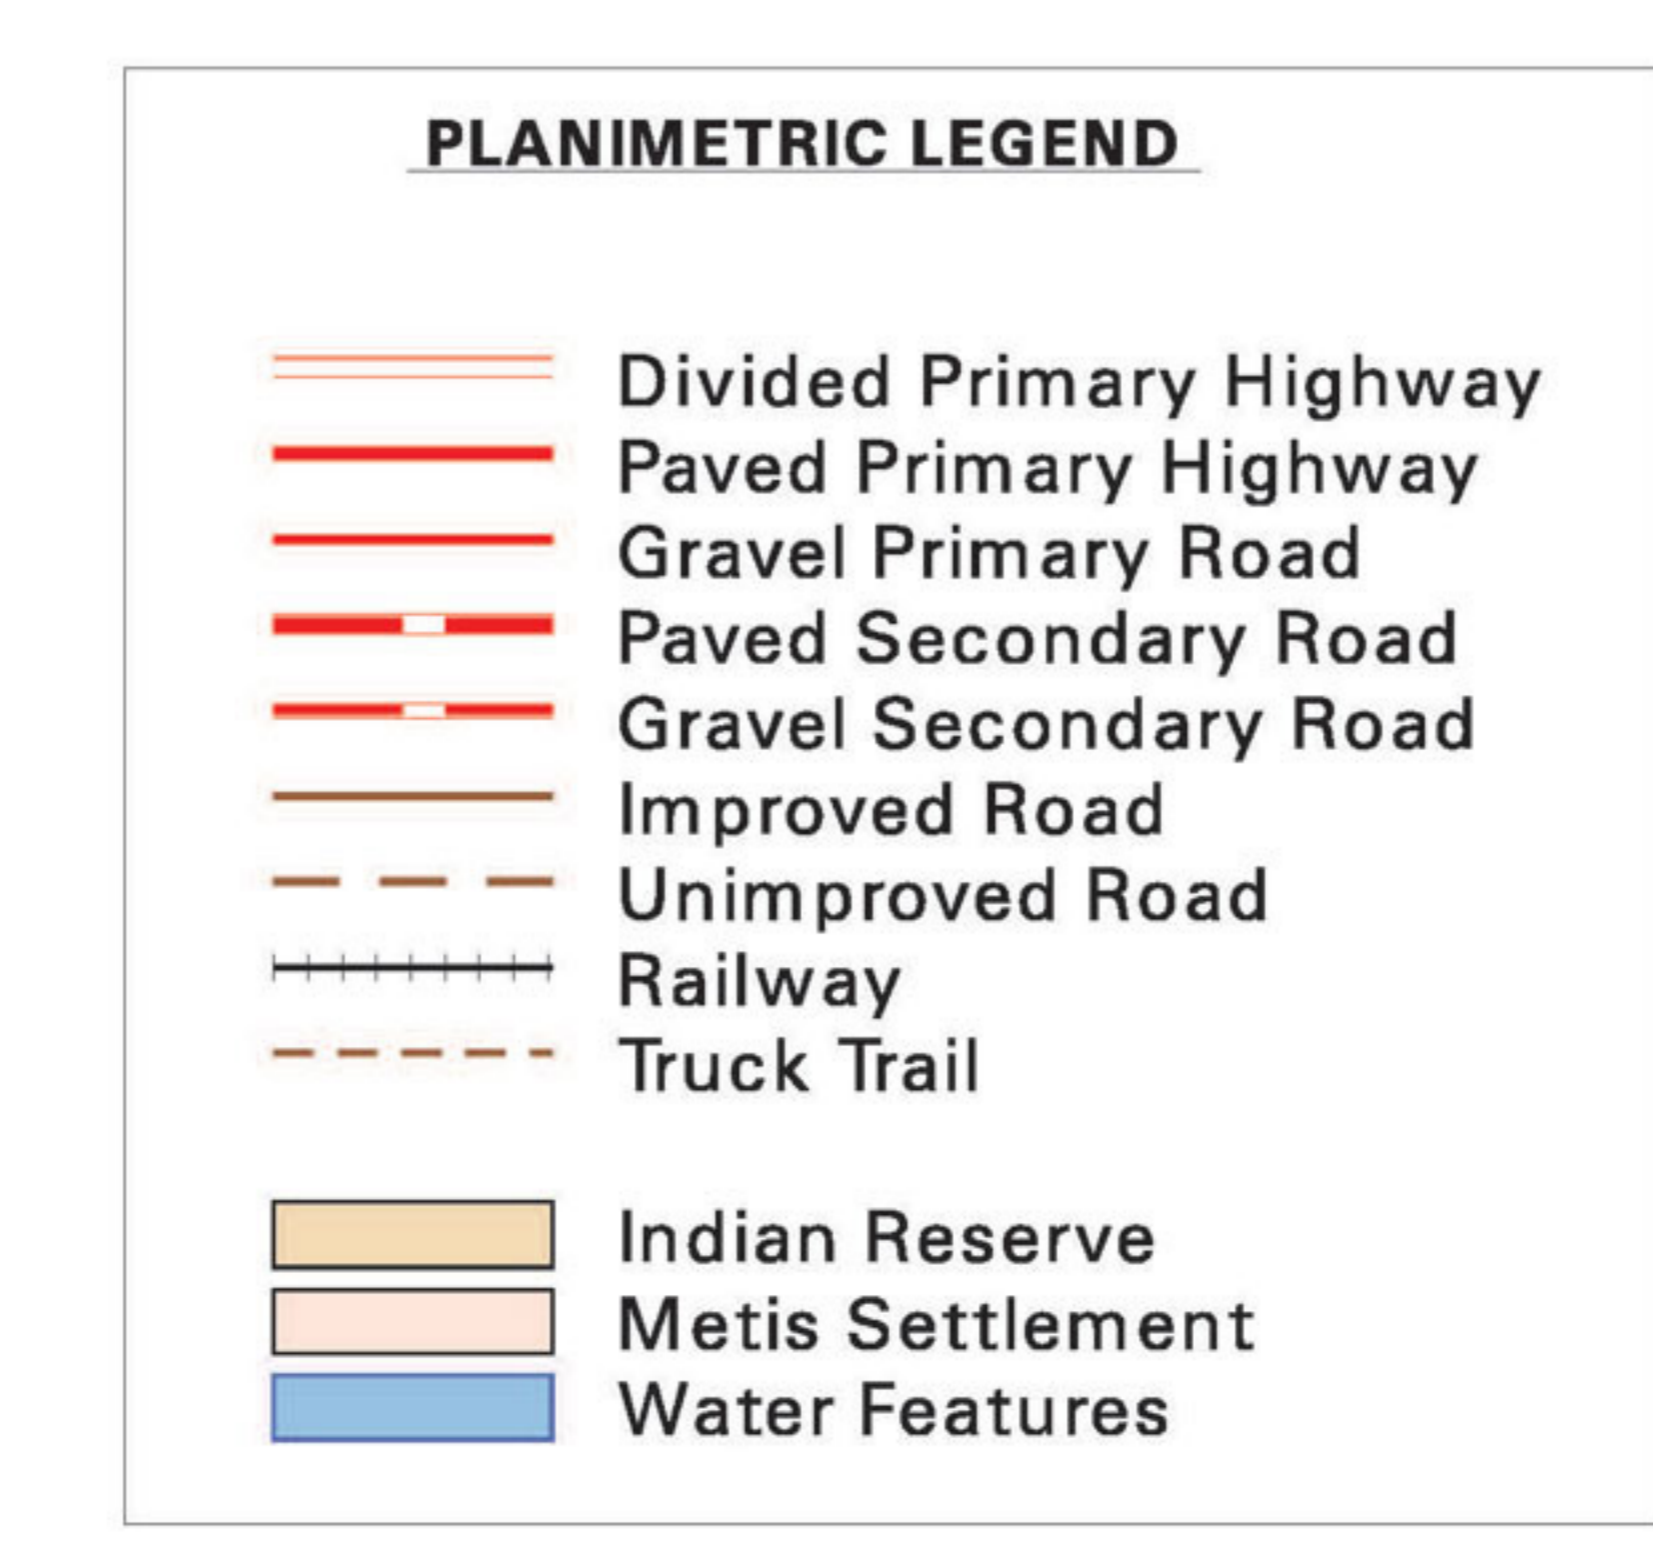 PLANIMETRIC LEGEND
Divided Primary Highway
Paved Primary Highway
Gravel Primary Road
Paved Secondary Road
Gravel Secondary Road
Improved Road
Unimproved Road
Railway
Truck Trail
Indian Reserve
Metis Settlement
Water Features